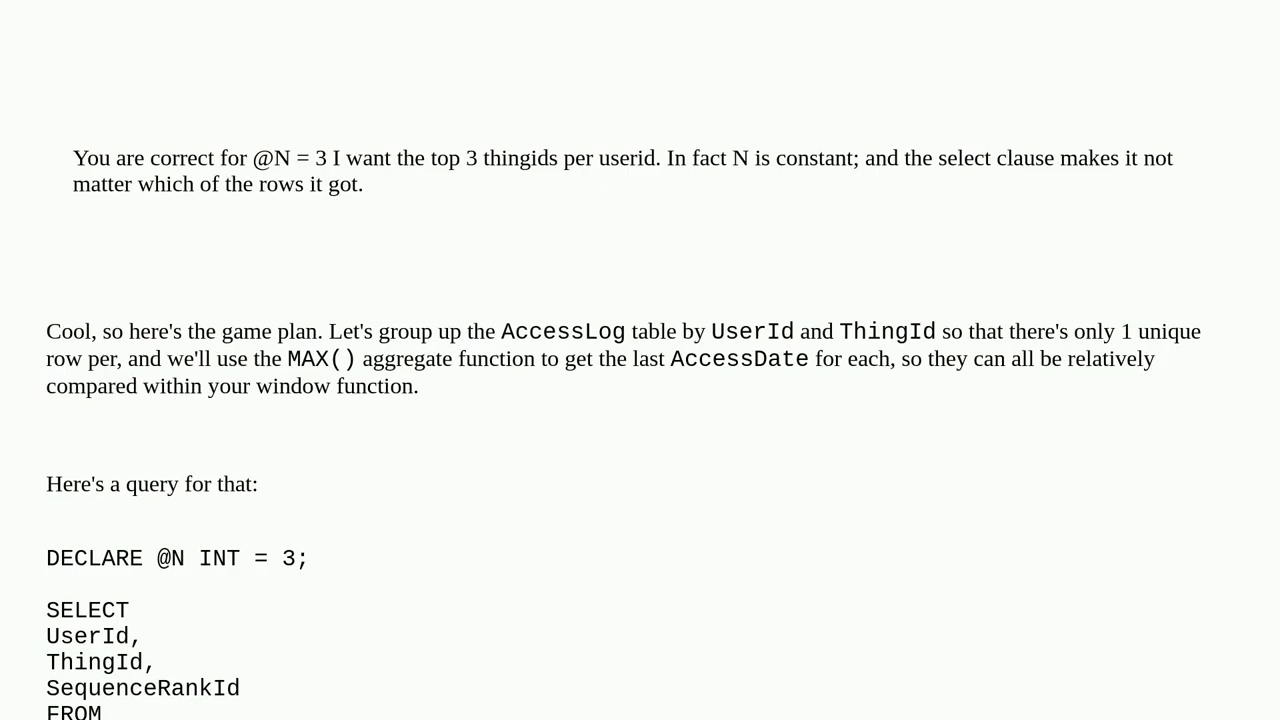 You are correct for @N = 3 I want the top 3 thingids per userid. In fact N is constant; and the select clause makes it not
matter which of the rows it got.
Cool, so here's the game plan. Let's group up the AccessLog table by UserId and ThingId so that there's only 1 unique
row per, and we'll use the MAX() aggregate function to get the last AccessDate for each, so they can all be relatively
compared within your window function.
Here's a query for that:
DECLARE @N INT = 3;
SELECT
UserId,
ThingId,
SequenceRankId
FROM